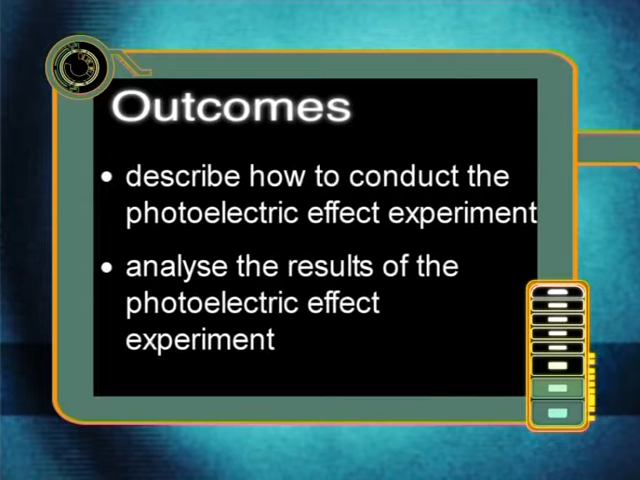 Outcomes
• describe how to conduct the
photoelectric effect experiment
• analyse the results of the
photoelectric effect
experiment